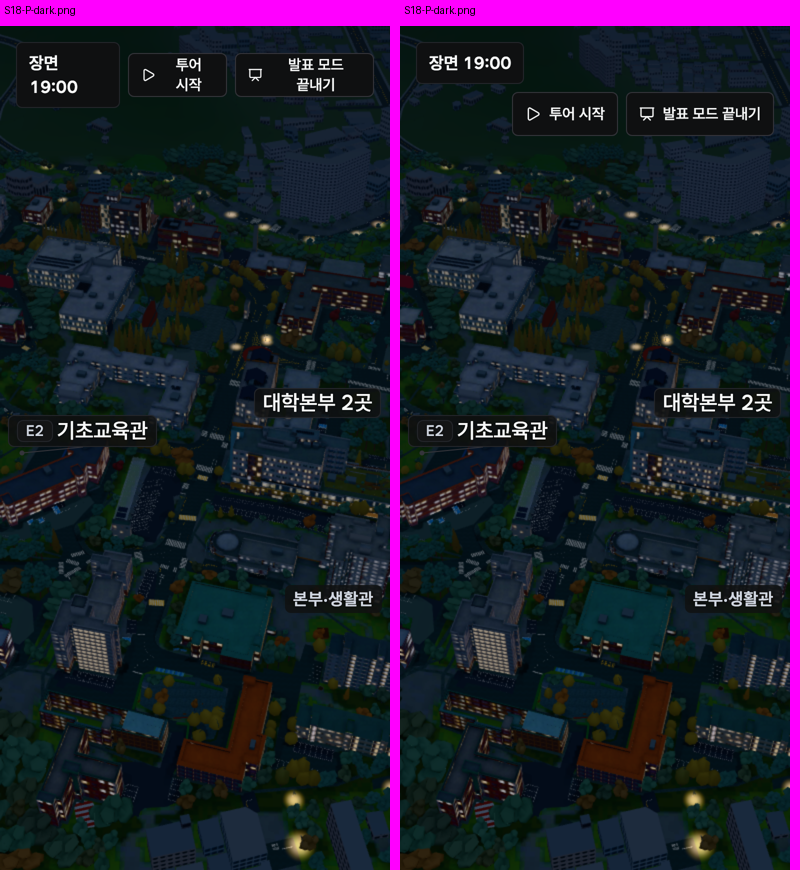 S18-P-dark.png
장면
19:00
투어
시작
발표 모드
끝내기
대학본부 2곳
E2 기초교육관
본부·생활관
S18-P-dark.png
장면 19:00
투어 시작
발표 모드 끝내기
대학본부 2곳
E2 기초교육관
본부·생활관